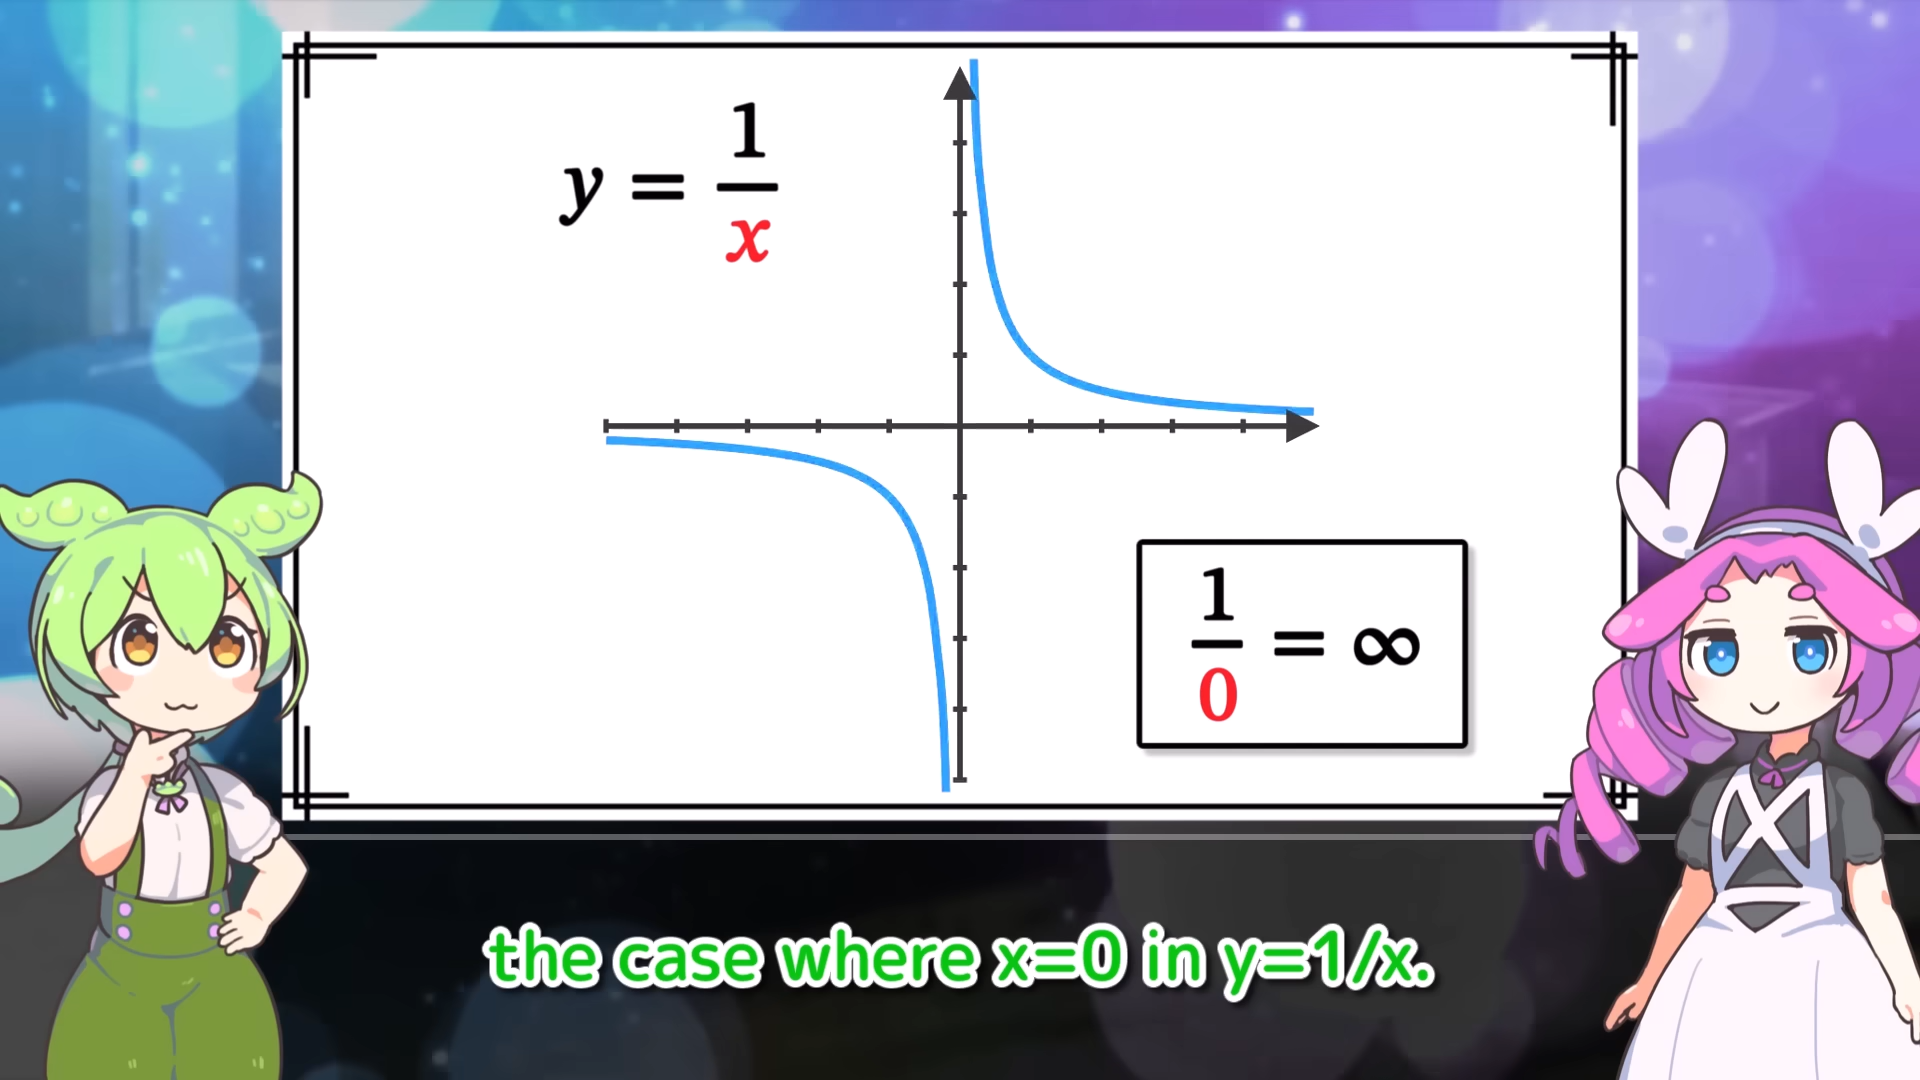 y = 1/x
1/0 = ∞
the case where x=0 in y=1/x.